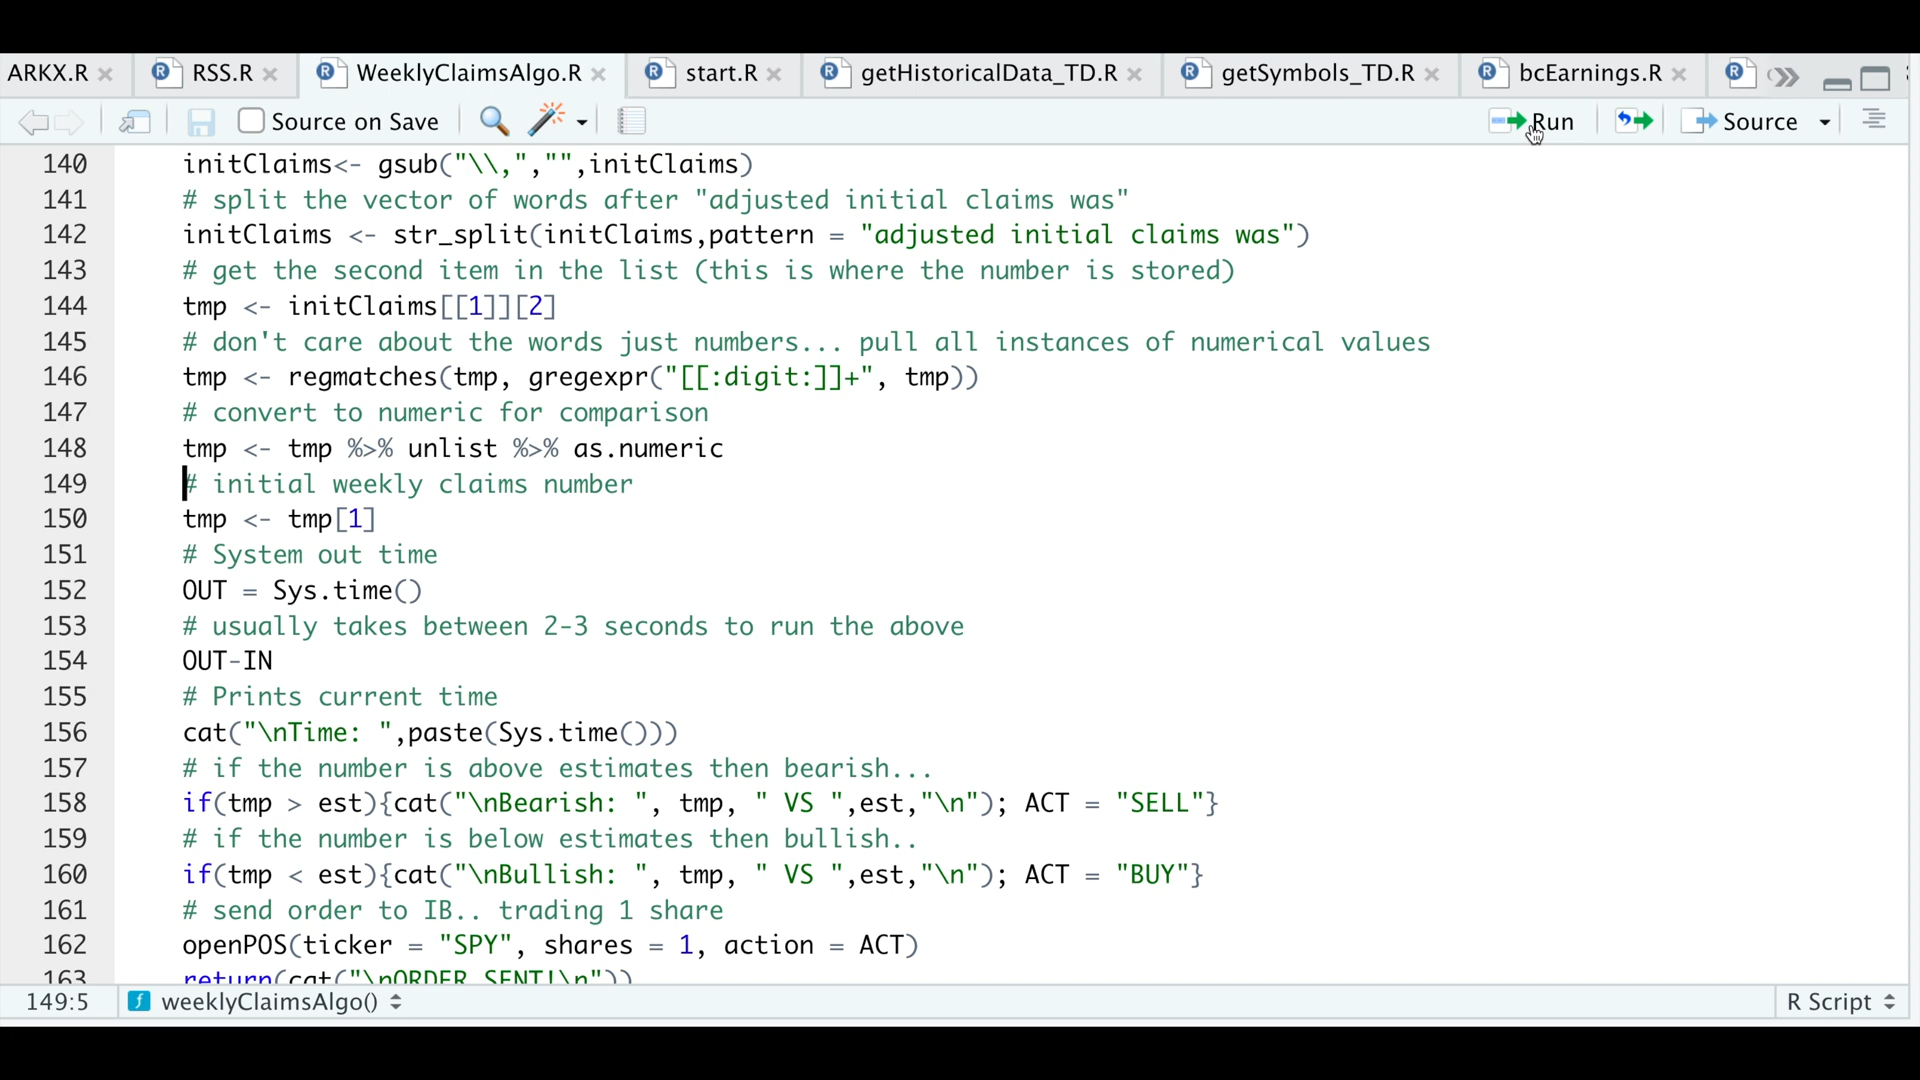 ARKX.R RSS.R WeeklyClaimsAlgo.R start.R getHistoricalData_TD.R getSymbols_TD.R bcEarnings.R
Source on Save Run Source
140 initClaims<- gsub("\\,","",initClaims)
141 # split the vector of words after "adjusted initial claims was"
142 initClaims <- str_split(initClaims,pattern = "adjusted initial claims was")
143 # get the second item in the list (this is where the number is stored)
144 tmp <- initClaims[[1]][2]
145 # don't care about the words just numbers... pull all instances of numerical values
146 tmp <- regmatches(tmp, gregexpr("[[:digit:]]+", tmp))
147 # convert to numeric for comparison
148 tmp <- tmp %>% unlist %>% as.numeric
149 # initial weekly claims number
150 tmp <- tmp[1]
151 # System out time
152 OUT = Sys.time()
153 # usually takes between 2-3 seconds to run the above
154 OUT-IN
155 # Prints current time
156 cat("\nTime: ",paste(Sys.time()))
157 # if the number is above estimates then bearish...
158 if(tmp > est){cat("\nBearish: ", tmp, " VS ",est,"\n"); ACT = "SELL"}
159 # if the number is below estimates then bullish..
160 if(tmp < est){cat("\nBullish: ", tmp, " VS ",est,"\n"); ACT = "BUY"}
161 # send order to IB.. trading 1 share
162 openPOS(ticker = "SPY", shares = 1, action = ACT)
163 return(cat("\nORDER SENT!\n"))
149:5 weeklyClaimsAlgo() R Script